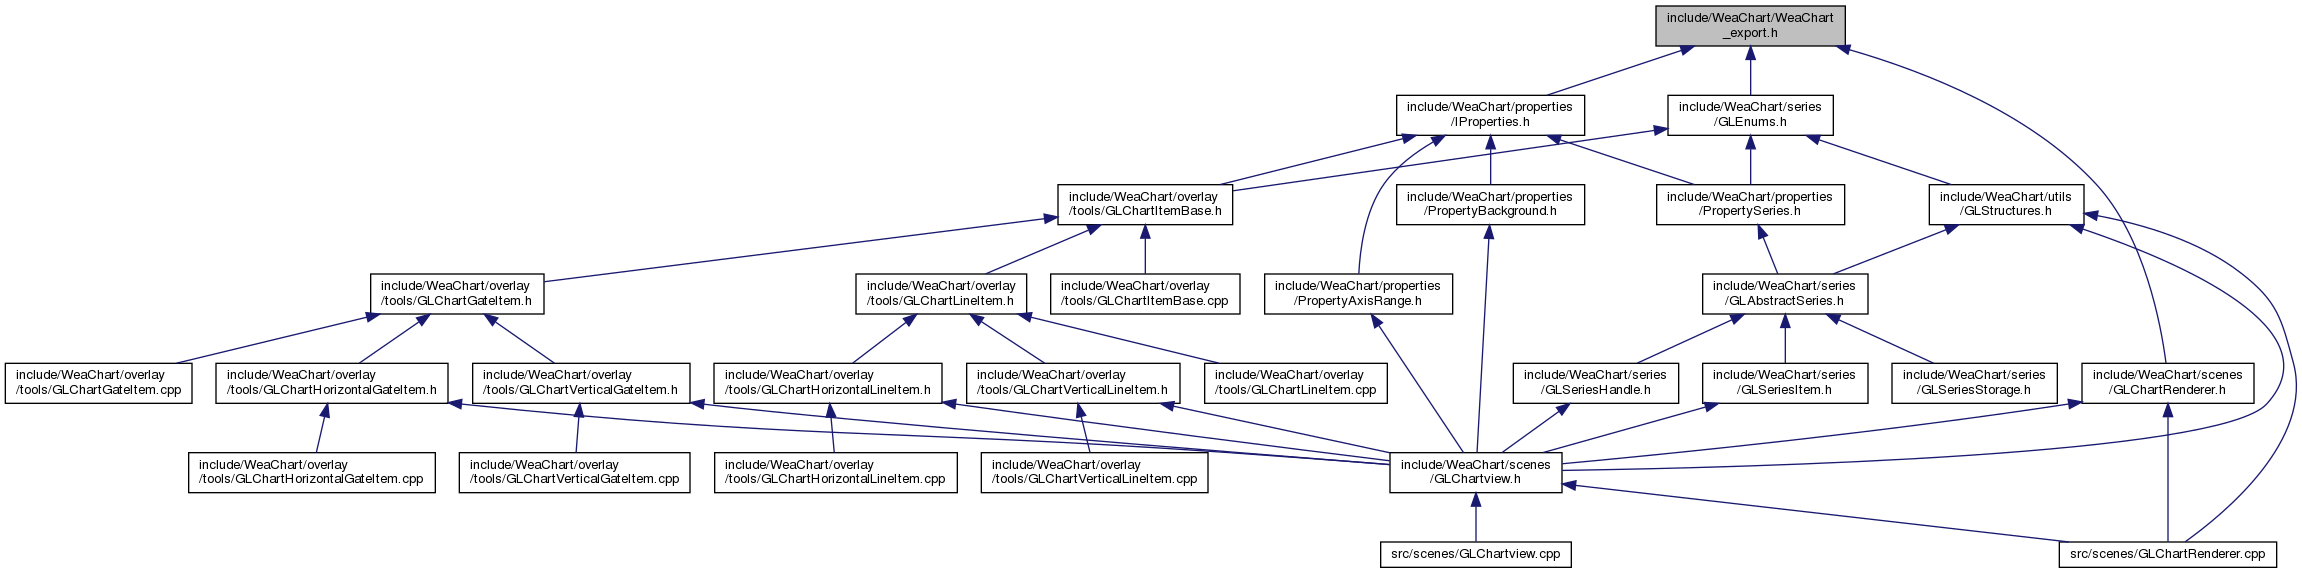 include/WeaChart/WeaChart
_export.h
include/WeaChart/properties
/IProperties.h
include/WeaChart/series
/GLEnums.h
include/WeaChart/overlay
/tools/GLChartItemBase.h
include/WeaChart/properties
/PropertyBackground.h
include/WeaChart/properties
/PropertySeries.h
include/WeaChart/utils
/GLStructures.h
include/WeaChart/overlay
/tools/GLChartGateItem.h
include/WeaChart/overlay
/tools/GLChartLineItem.h
include/WeaChart/overlay
/tools/GLChartItemBase.cpp
include/WeaChart/properties
/PropertyAxisRange.h
include/WeaChart/series
/GLAbstractSeries.h
include/WeaChart/overlay
/tools/GLChartGateItem.cpp
include/WeaChart/overlay
/tools/GLChartHorizontalGateItem.h
include/WeaChart/overlay
/tools/GLChartVerticalGateItem.h
include/WeaChart/overlay
/tools/GLChartHorizontalLineItem.h
include/WeaChart/overlay
/tools/GLChartVerticalLineItem.h
include/WeaChart/overlay
/tools/GLChartLineItem.cpp
include/WeaChart/series
/GLSeriesHandle.h
include/WeaChart/series
/GLSeriesItem.h
include/WeaChart/series
/GLSeriesStorage.h
include/WeaChart/scenes
/GLChartRenderer.h
include/WeaChart/overlay
/tools/GLChartHorizontalGateItem.cpp
include/WeaChart/overlay
/tools/GLChartVerticalGateItem.cpp
include/WeaChart/overlay
/tools/GLChartHorizontalLineItem.cpp
include/WeaChart/overlay
/tools/GLChartVerticalLineItem.cpp
include/WeaChart/scenes
/GLChartview.h
src/scenes/GLChartview.cpp
src/scenes/GLChartRenderer.cpp